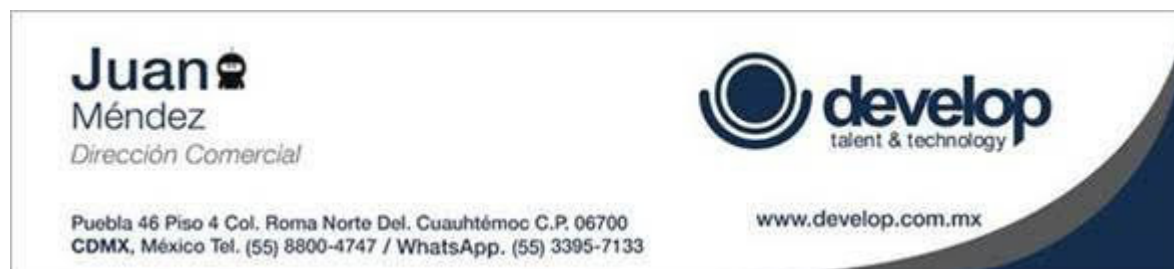 Juan
Méndez
Dirección Comercial
Puebla 46 Piso 4 Col. Roma Norte Del. Cuauhtémoc C.P. 06700
CDMX, México Tel. (55) 8800-4747 / WhatsApp. (55) 3395-7133
develop
talent & technology
www.develop.com.mx